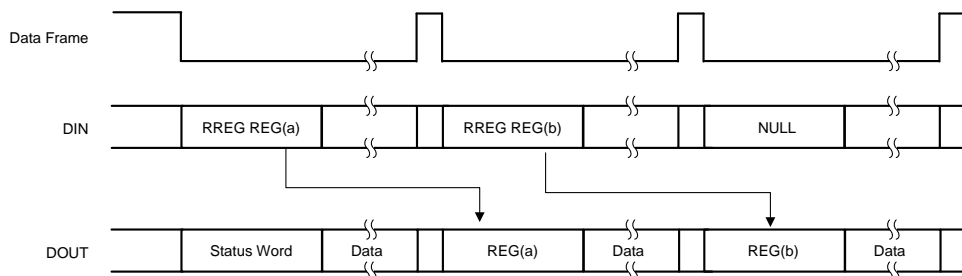 Data Frame
DIN
RREG REG(a)
RREG REG(b)
NULL
DOUT
Status Word
Data
REG(a)
Data
REG(b)
Data